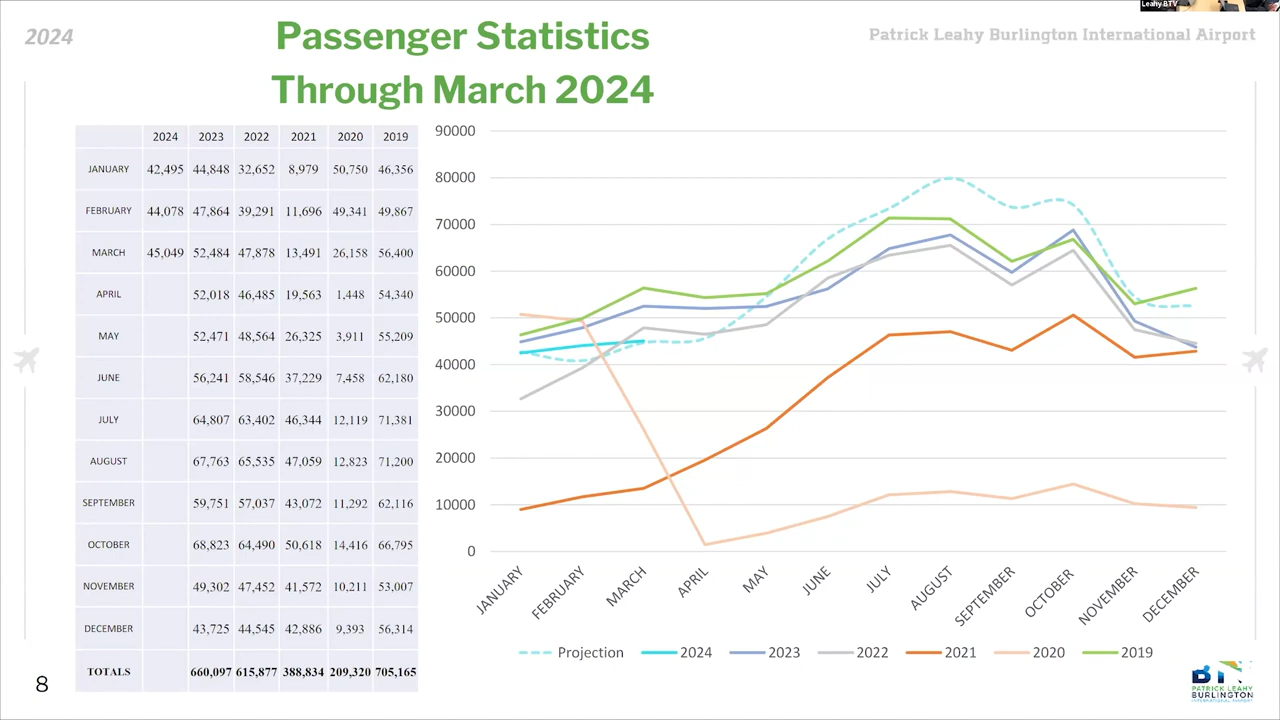 2024
Passenger Statistics
Through March 2024
Patrick Leahy Burlington International Airport
Leahy BTV
2024 2023 2022 2021 2020 2019
JANUARY 42,495 44,848 32,652 8,979 50,750 46,356
FEBRUARY 44,078 47,864 39,291 11,696 49,341 49,867
MARCH 45,049 52,484 47,878 13,491 26,158 56,400
52,018 46,485 19,563 1,448 54,340
MAY 52,471 48,564 26,325 3,911 55,209
JUNE 56,241 58,546 37,229 7,458 62,180
JULY 64,807 63,402 46,344 12,119 71,381
AUGUST 67,763 65,535 47,059 12,823 71,200
SEPTEMBER 59,751 57,037 43,072 11,292 62,116
OCTOBER 68,823 64,490 50,618 14,416 66,795
NOVEMBER 49,302 47,452 41,572 10,211 53,007
DECEMBER 43,725 44,545 42,886 9,393 56,314
TOTALS 660,097 615,877 388,834 209,320 705,165
90000
80000
70000
60000
50000
40000
30000
20000
10000
0
JANUARY FEBRUARY MARCH APRIL MAY JUNE JULY AUGUST SEPTEMBER OCTOBER NOVEMBER DECEMBER
Projection 2024 2023 2022 2021 2020 2019
8
PATRICK LEAHY
BURLINGTON
INTERNATIONAL AIRPORT